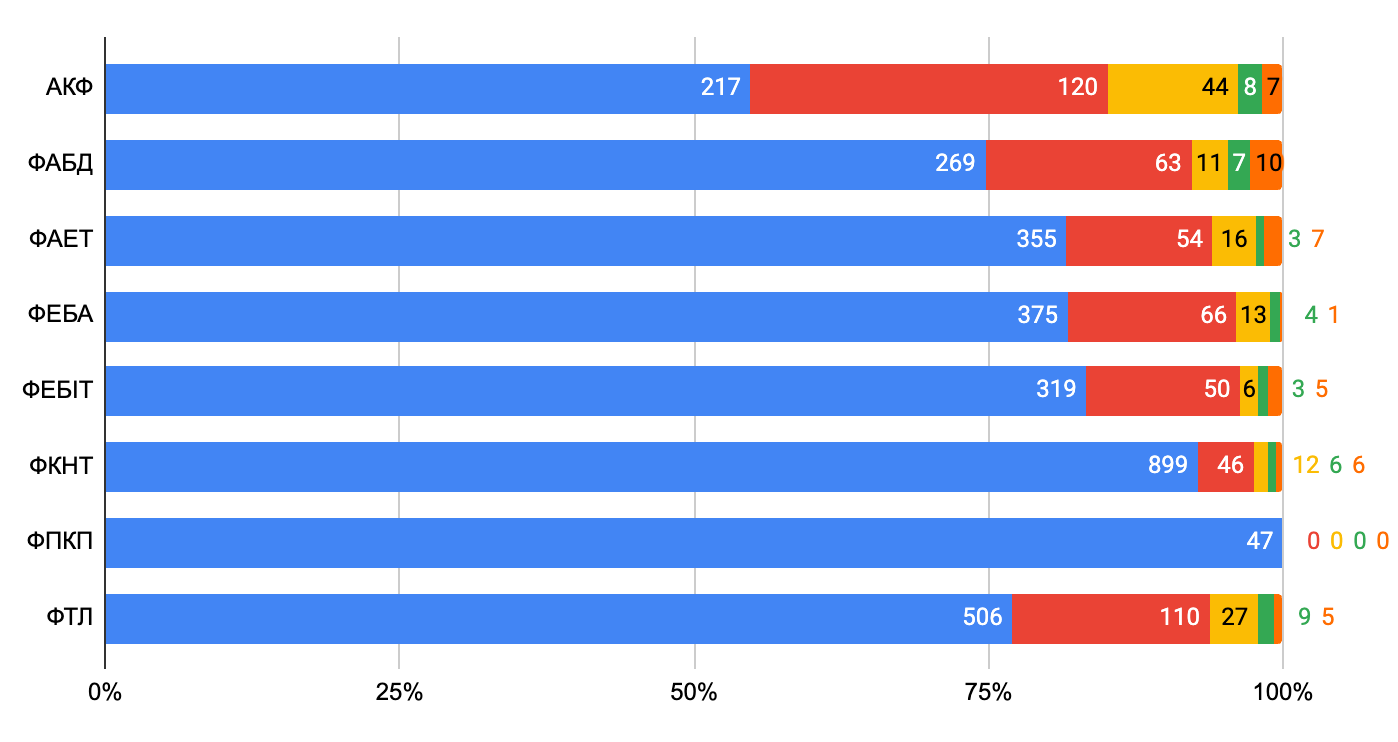 АКФ 217 120 44 8 7
ФАБД 269 63 11 7 10
ФАЕТ 355 54 16 3 7
ФЕБА 375 66 13 4 1
ФЕБІТ 319 50 6 3 5
ФКНТ 899 46 12 6 6
ФПКП 47 0 0 0 0
ФТЛ 506 110 27 9 5
0% 25% 50% 75% 100%